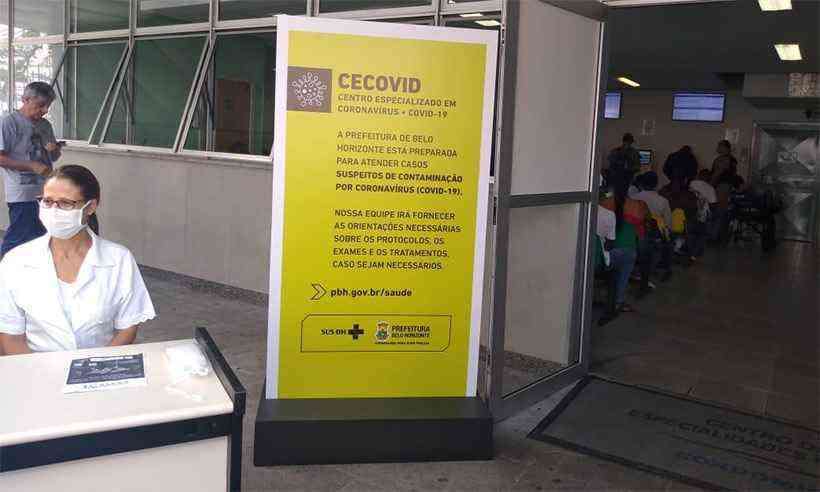 CECOVID
CENTRO ESPECIALIZADO EM
CORONAVÍRUS • COVID-19
A PREFEITURA DE BELO
HORIZONTE ESTÁ PREPARADA
PARA ATENDER CASOS
SUSPEITOS DE CONTAMINAÇÃO
POR CORONAVÍRUS (COVID-19).
NOSSA EQUIPE IRÁ FORNECER
AS ORIENTAÇÕES NECESSÁRIAS
SOBRE OS PROTOCOLOS, OS
EXAMES E OS TRATAMENTOS,
CASO SEJAM NECESSÁRIOS.
pbh.gov.br/saude
SUS-BH
PREFEITURA
BELO HORIZONTE
CENTRO DE
ESPECIALIDADES